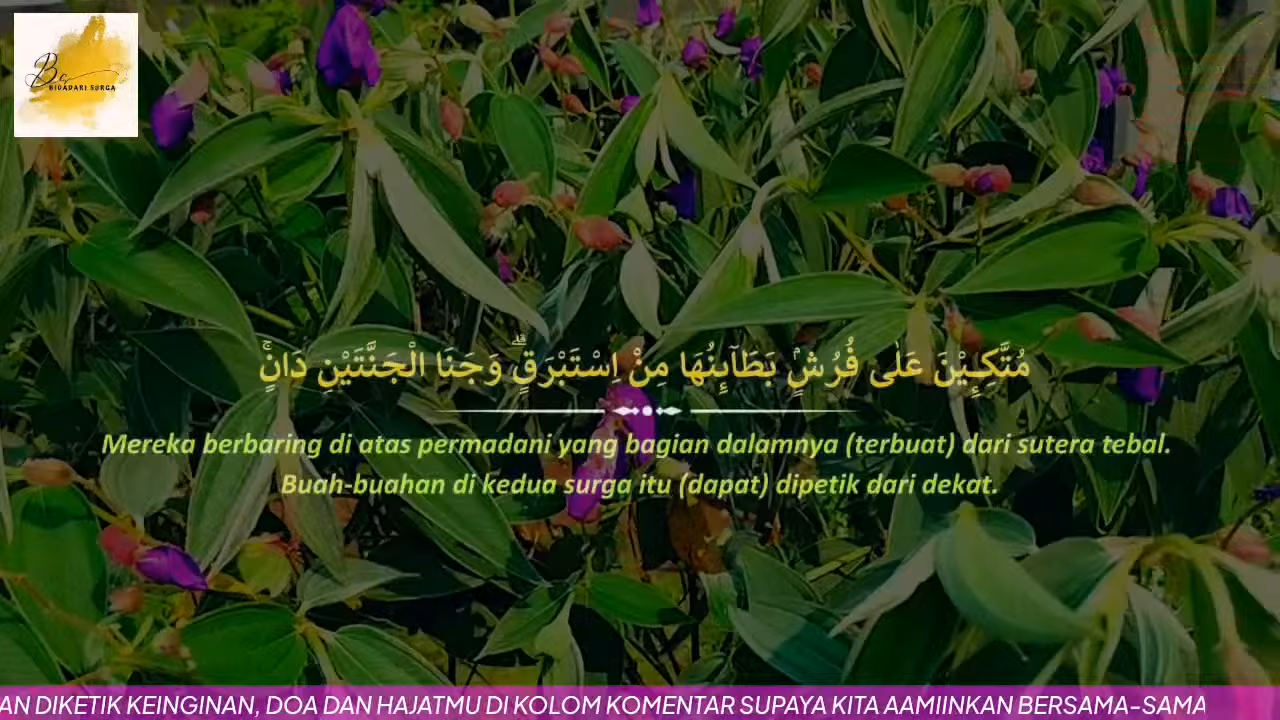 BIDADARI SURGA
مُتَّكِـِٕيْنَ عَلٰى فُرُشٍۢ بَطَاۤىِٕنُهَا مِنْ اِسْتَبْرَقٍۗ وَجَنَا الْجَنَّتَيْنِ دَانٍۚ
Mereka berbaring di atas permadani yang bagian dalamnya (terbuat) dari sutera tebal.
Buah-buahan di kedua surga itu (dapat) dipetik dari dekat.
AN DIKETIK KEINGINAN, DOA DAN HAJATMU DI KOLOM KOMENTAR SUPAYA KITA AAMIINKAN BERSAMA-SAMA